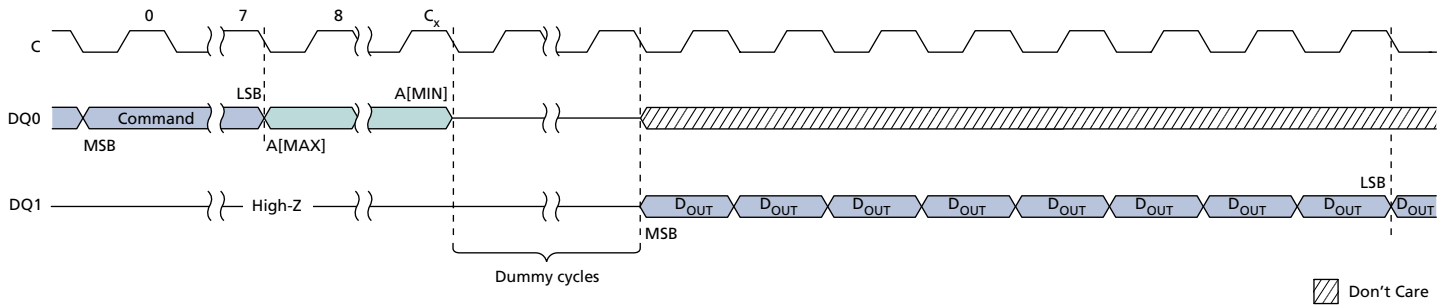 0 7 8 Cx
C
LSB A[MIN]
DQ0 Command
MSB A[MAX]
LSB
DQ1 High-Z DOUT DOUT DOUT DOUT DOUT DOUT DOUT DOUT DOUT
MSB
Dummy cycles
Don't Care